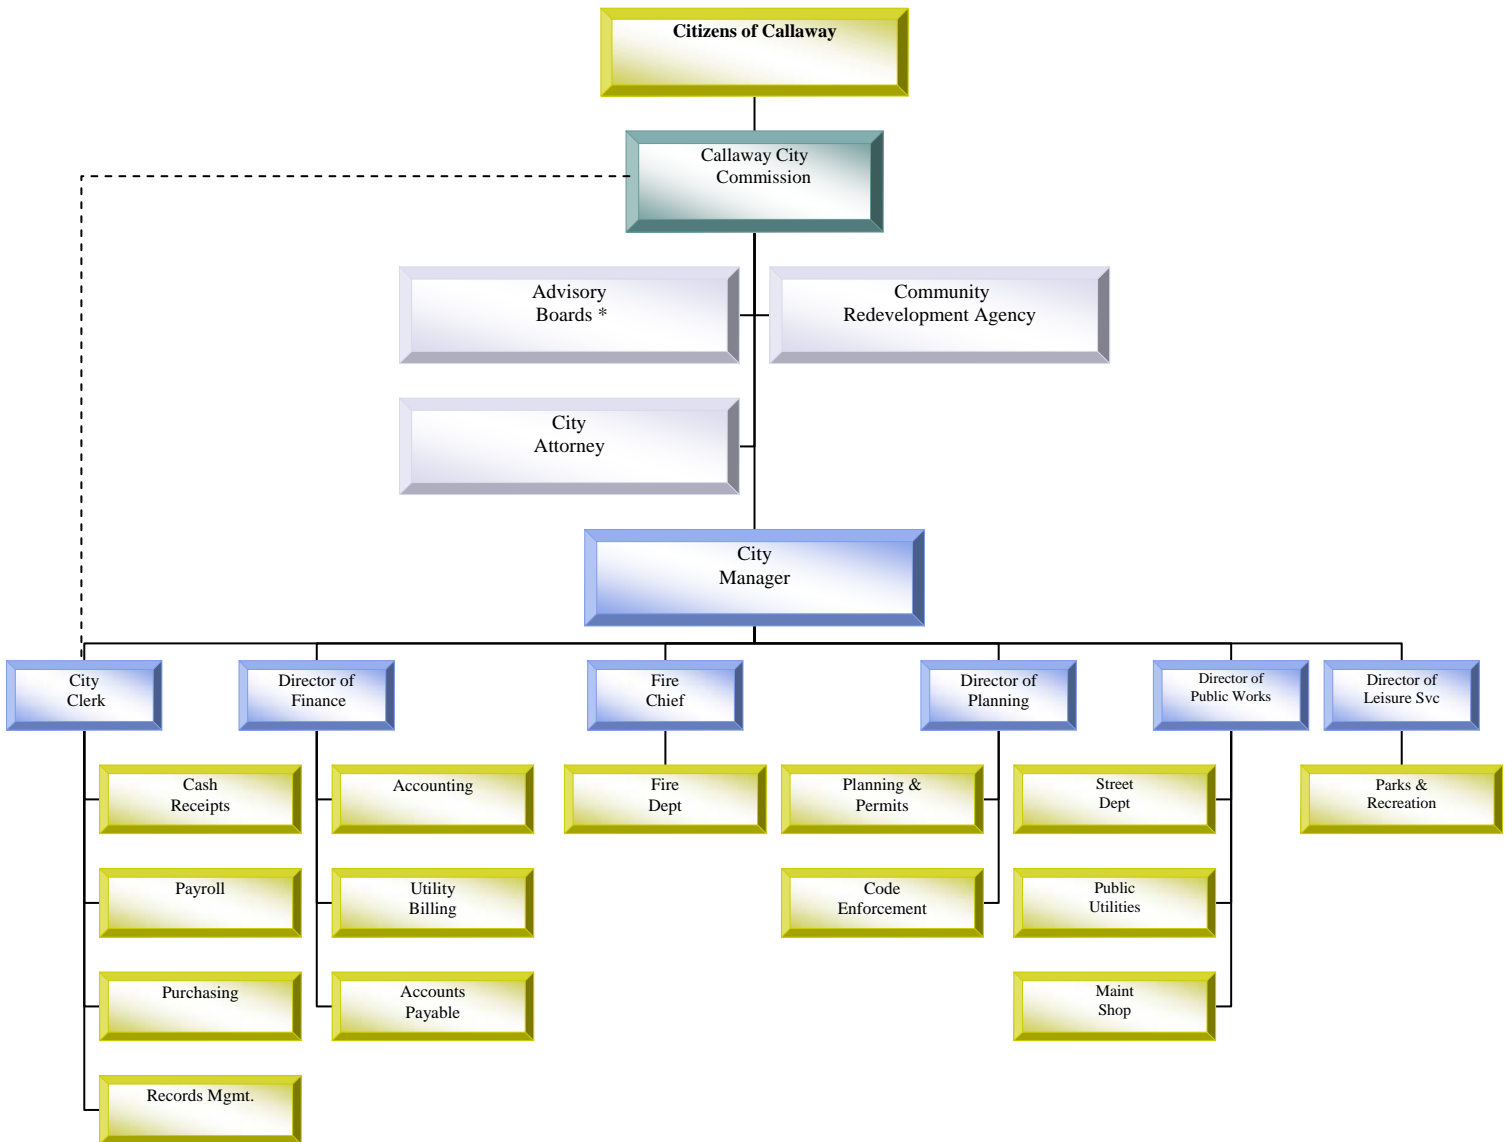 Citizens of Callaway
Callaway City
Commission
Advisory
Boards *
Community
Redevelopment Agency
City
Attorney
City
Manager
City
Clerk
Director of
Finance
Fire
Chief
Director of
Planning
Director of
Public Works
Director of
Leisure Svc
Cash
Receipts
Accounting
Fire
Dept
Planning &
Permits
Street
Dept
Parks &
Recreation
Payroll
Utility
Billing
Code
Enforcement
Public
Utilities
Purchasing
Accounts
Payable
Maint
Shop
Records Mgmt.